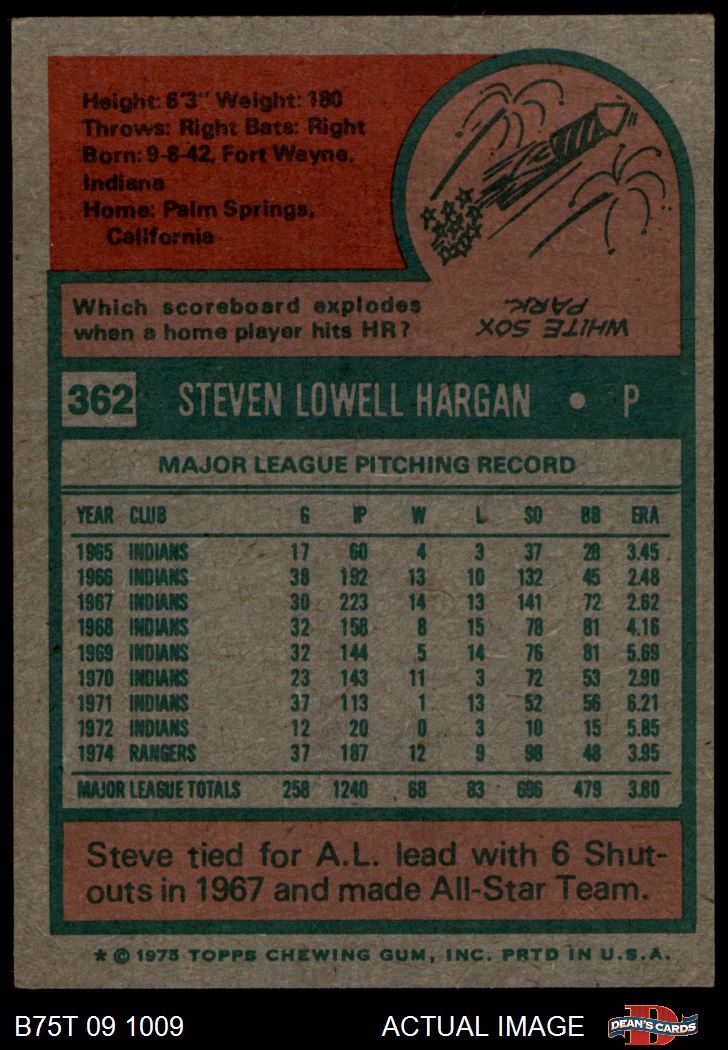 Height: 6'3" Weight: 180
Throws: Right Bats: Right
Born: 9-8-42, Fort Wayne,
Indiana
Home: Palm Springs,
California
Which scoreboard explodes
when a home player hits HR?
WHITE SOX
PARK.
362 STEVEN LOWELL HARGAN • P
MAJOR LEAGUE PITCHING RECORD
YEAR CLUB G IP W L SO BB ERA
1965 INDIANS 17 60 4 3 37 28 3.45
1966 INDIANS 38 192 13 10 132 45 2.48
1967 INDIANS 30 223 14 13 141 72 2.62
1968 INDIANS 32 158 8 15 78 81 4.16
1969 INDIANS 32 144 5 14 76 81 5.69
1970 INDIANS 23 143 11 3 72 53 2.90
1971 INDIANS 37 113 1 13 52 56 6.21
1972 INDIANS 12 20 0 3 10 15 5.85
1974 RANGERS 37 187 12 9 98 48 3.95
MAJOR LEAGUE TOTALS 258 1240 68 83 696 479 3.80
Steve tied for A.L. lead with 6 Shut-
outs in 1967 and made All-Star Team.
* © 1975 TOPPS CHEWING GUM, INC. PRTD IN U.S.A.
B75T 09 1009 ACTUAL IMAGE D DEAN'S CARDS